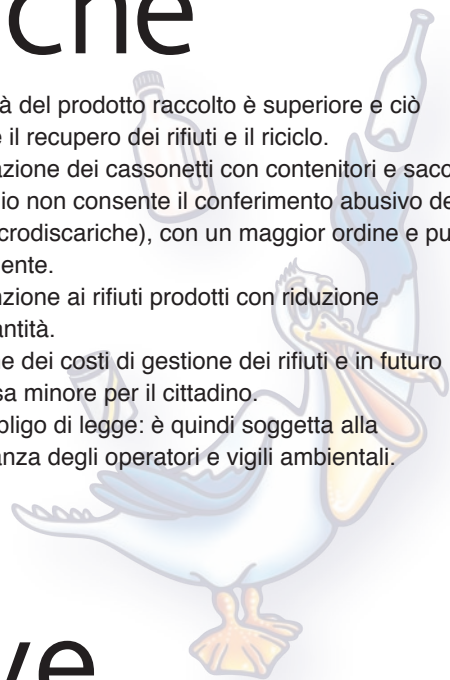 che
à del prodotto raccolto è superiore e ciò
e il recupero dei rifiuti e il riciclo.
azione dei cassonetti con contenitori e sacc
io non consente il conferimento abusivo de
crodiscariche), con un maggior ordine e pu
ente.
nzione ai rifiuti prodotti con riduzione
antità.
e dei costi di gestione dei rifiuti e in futuro
sa minore per il cittadino.
bligo di legge: è quindi soggetta alla
anza degli operatori e vigili ambientali.
ve